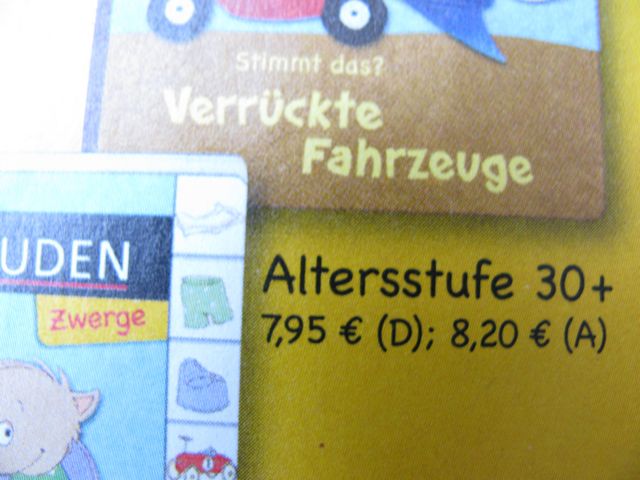 Stimmt das?
Verrückte
Fahrzeuge
UDEN
Zwerge
Altersstufe 30+
7,95 € (D); 8,20 € (A)